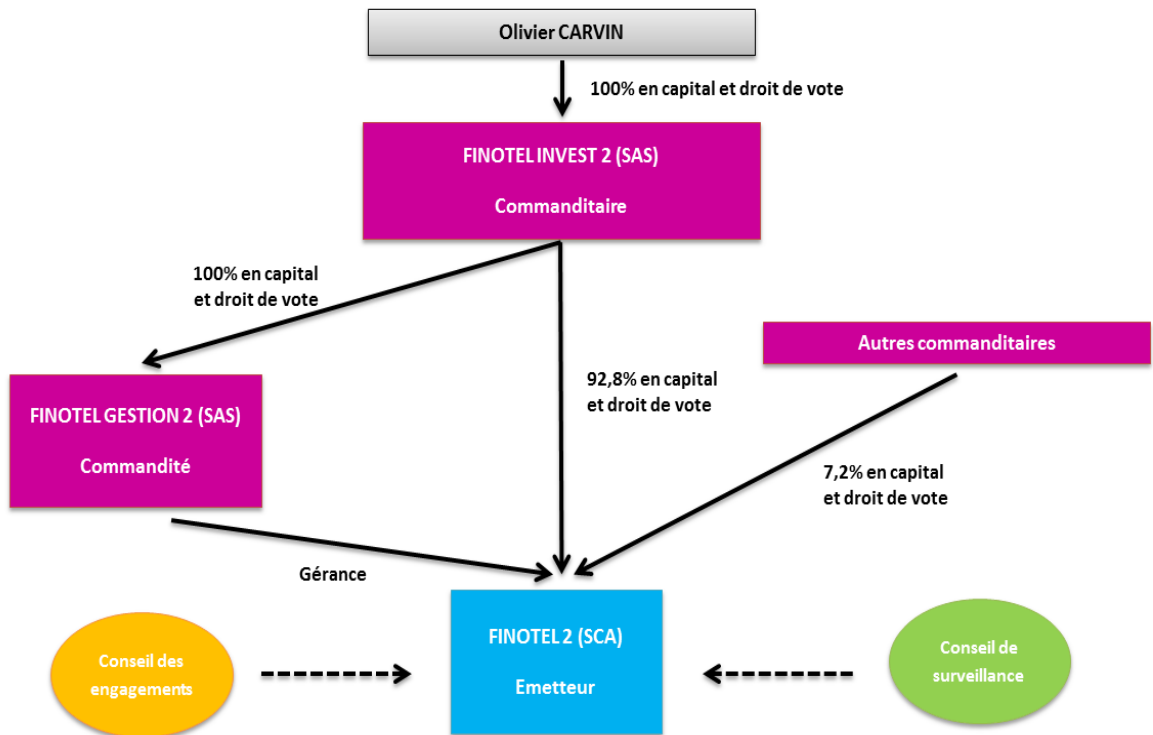 Olivier CARVIN
100% en capital et droit de vote
FINOTEL INVEST 2 (SAS)
Commanditaire
100% en capital
et droit de vote
Autres commanditaires
92,8% en capital
et droit de vote
FINOTEL GESTION 2 (SAS)
Commandité
7,2% en capital
et droit de vote
Gérance
FINOTEL 2 (SCA)
Emetteur
Conseil des
engagements
Conseil de
surveillance